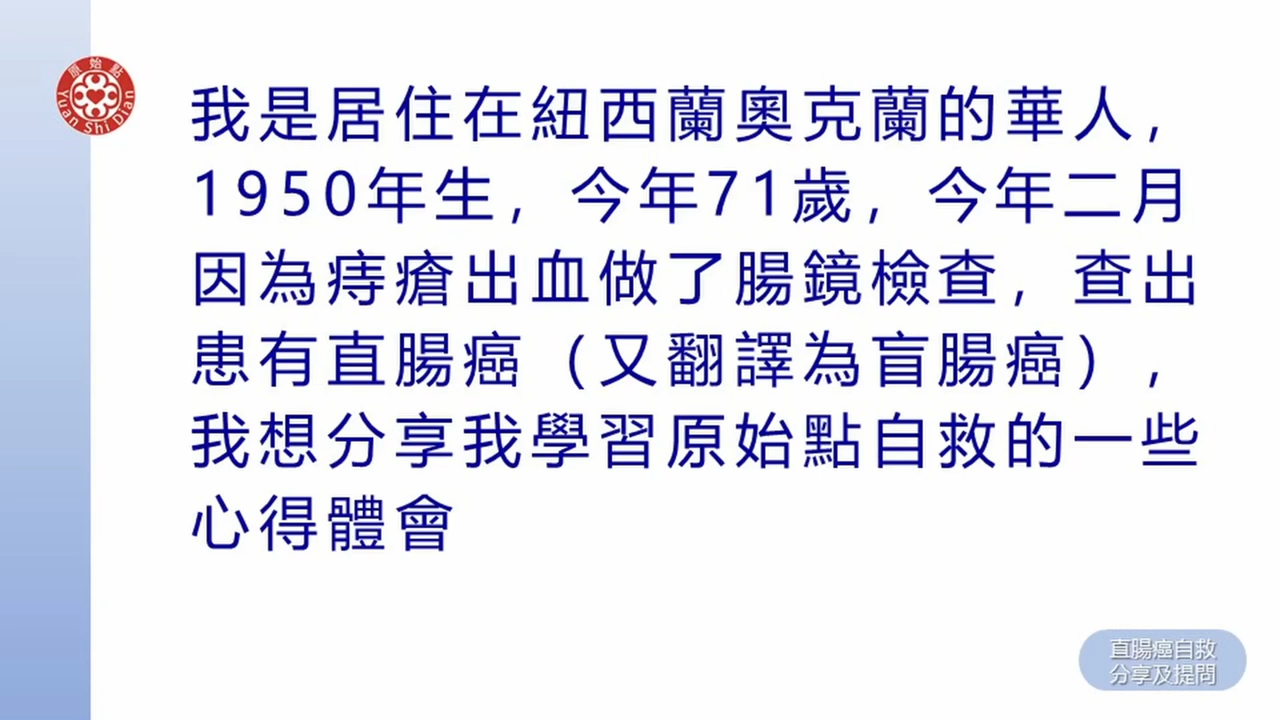 原始點
Yuan Shi Dian
我是居住在紐西蘭奧克蘭的華人，
1950年生，今年71歲，今年二月
因為痔瘡出血做了腸鏡檢查，查出
患有直腸癌（又翻譯為盲腸癌），
我想分享我學習原始點自救的一些
心得體會
直腸癌自救
分享及提問